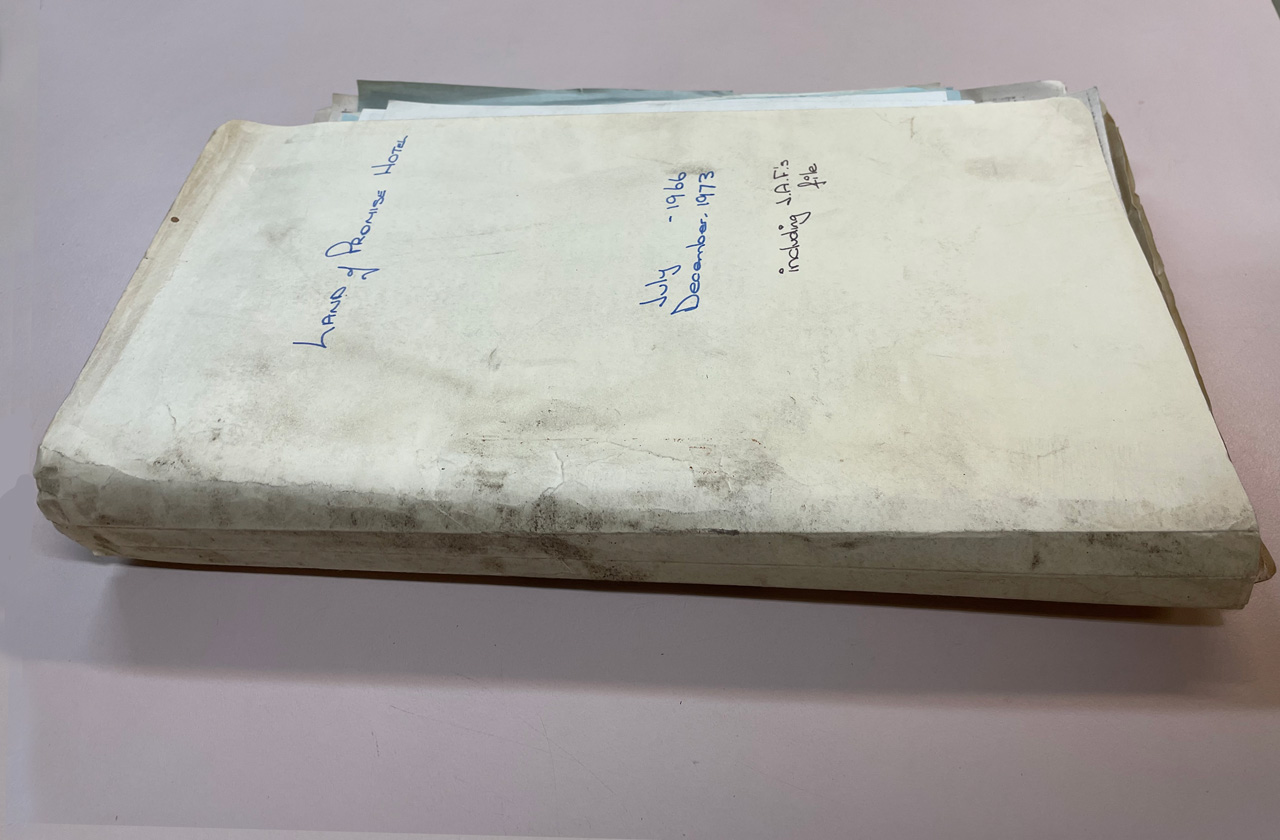 LAND of PROMISE HOTEL
July - 1966
December. 1973
including J.A.F.'s
file